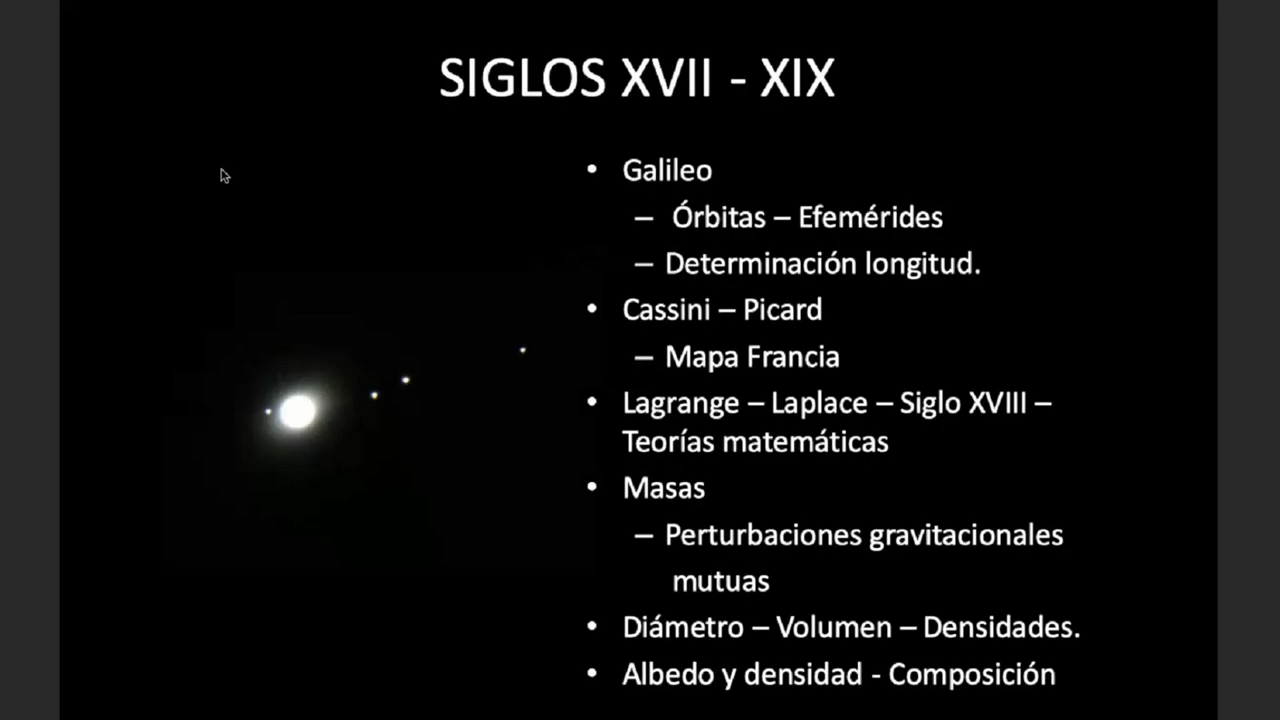 SIGLOS XVII - XIX
• Galileo
– Órbitas – Efemérides
– Determinación longitud.
• Cassini – Picard
– Mapa Francia
• Lagrange – Laplace – Siglo XVIII –
Teorías matemáticas
• Masas
– Perturbaciones gravitacionales
mutuas
• Diámetro – Volumen – Densidades.
• Albedo y densidad - Composición